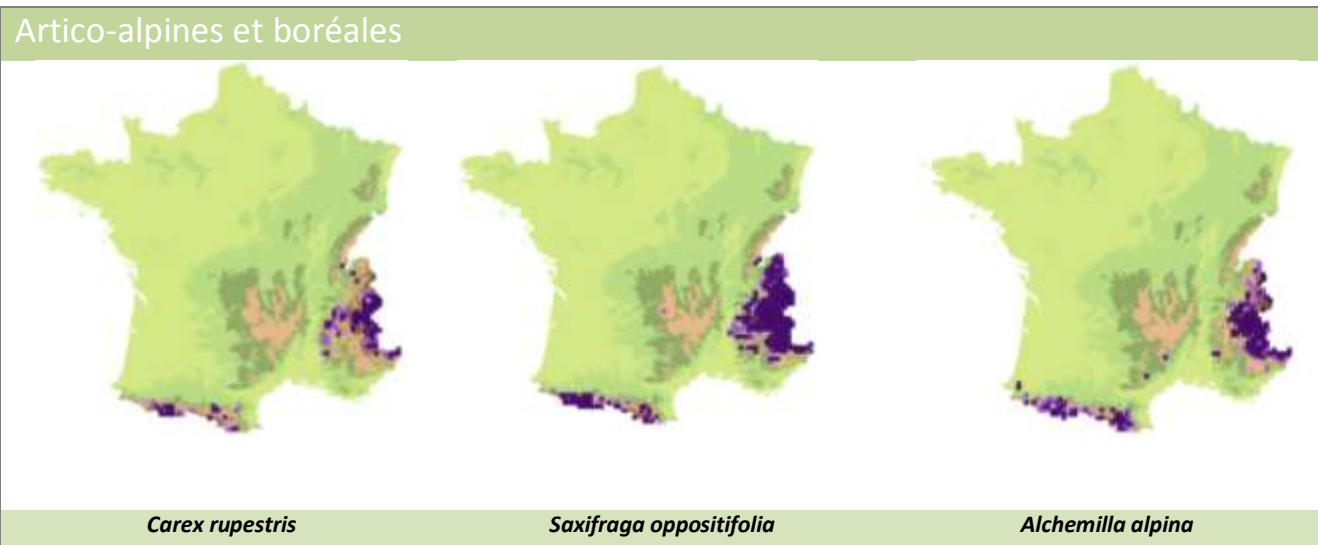 Artico-alpines et boréales
Carex rupestris Saxifraga oppositifolia Alchemilla alpina